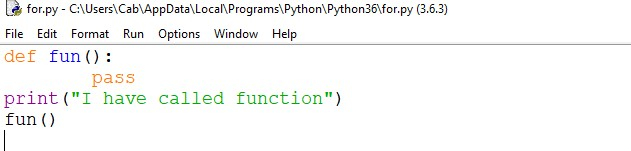 for.py - C:\Users\Cab\AppData\Local\Programs\Python\Python36\for.py (3.6.3)
File Edit Format Run Options Window Help
def fun():
        pass
print("I have called function")
fun()